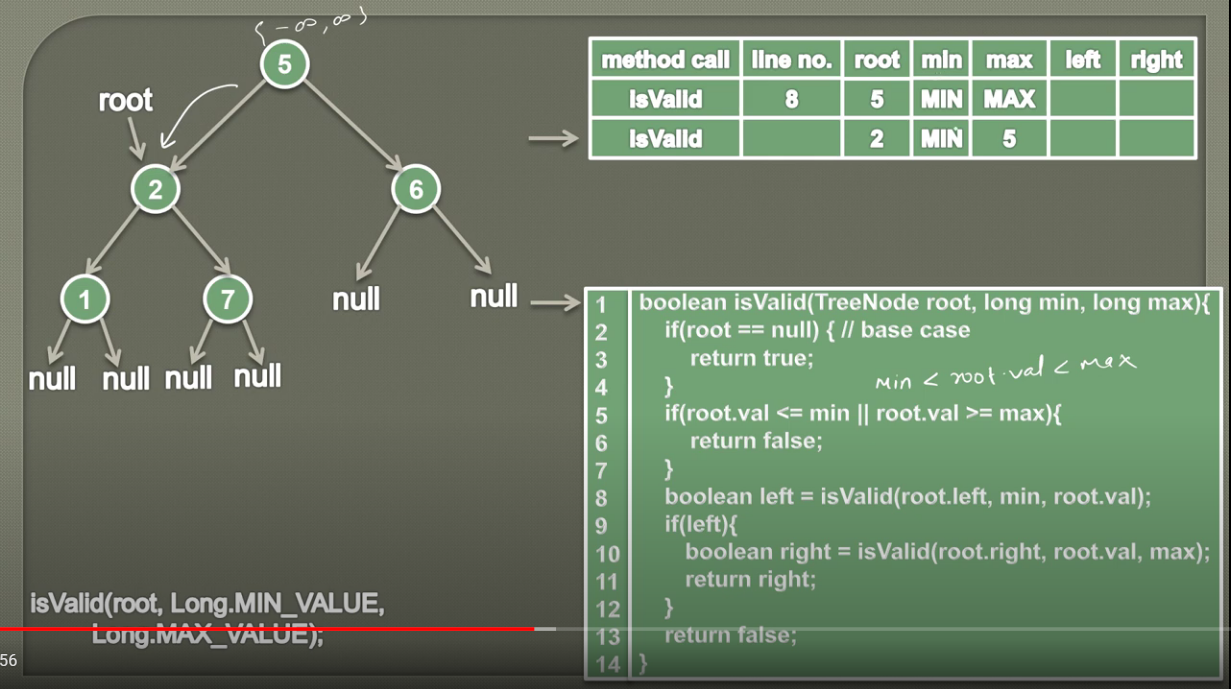 {-∞, ∞}
5
root
2
6
1
7
null
null
null
null
null
null
isValid(root, Long.MIN_VALUE,
Long.MAX_VALUE);
56
method call line no. root min max left right
isValid 8 5 MIN MAX
isValid 2 MIN 5
1 boolean isValid(TreeNode root, long min, long max){
2 if(root == null) { // base case
3 return true;
min < root.val < max
4 }
5 if(root.val <= min || root.val >= max){
6 return false;
7 }
8 boolean left = isValid(root.left, min, root.val);
9 if(left){
10 boolean right = isValid(root.right, root.val, max);
11 return right;
12 }
13 return false;
14 }